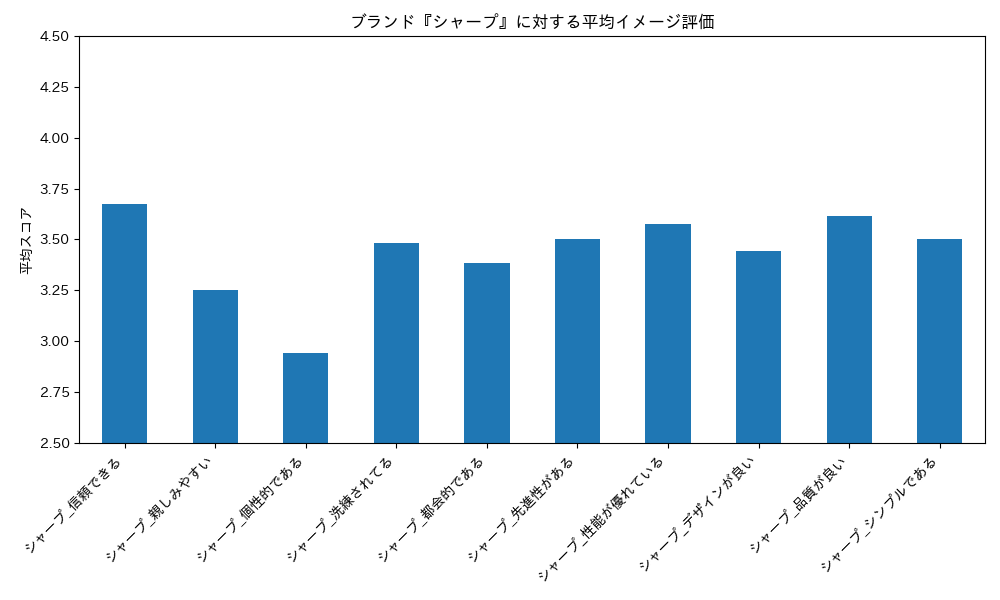 ブランド『シャープ』に対する平均イメージ評価
平均スコア
4.50
4.25
4.00
3.75
3.50
3.25
3.00
2.75
2.50
シャープ_信頼できる
シャープ_親しみやすい
シャープ_個性的である
シャープ_洗練されてる
シャープ_都会的である
シャープ_先進性がある
シャープ_性能が優れている
シャープ_デザインが良い
シャープ_品質が良い
シャープ_シンプルである